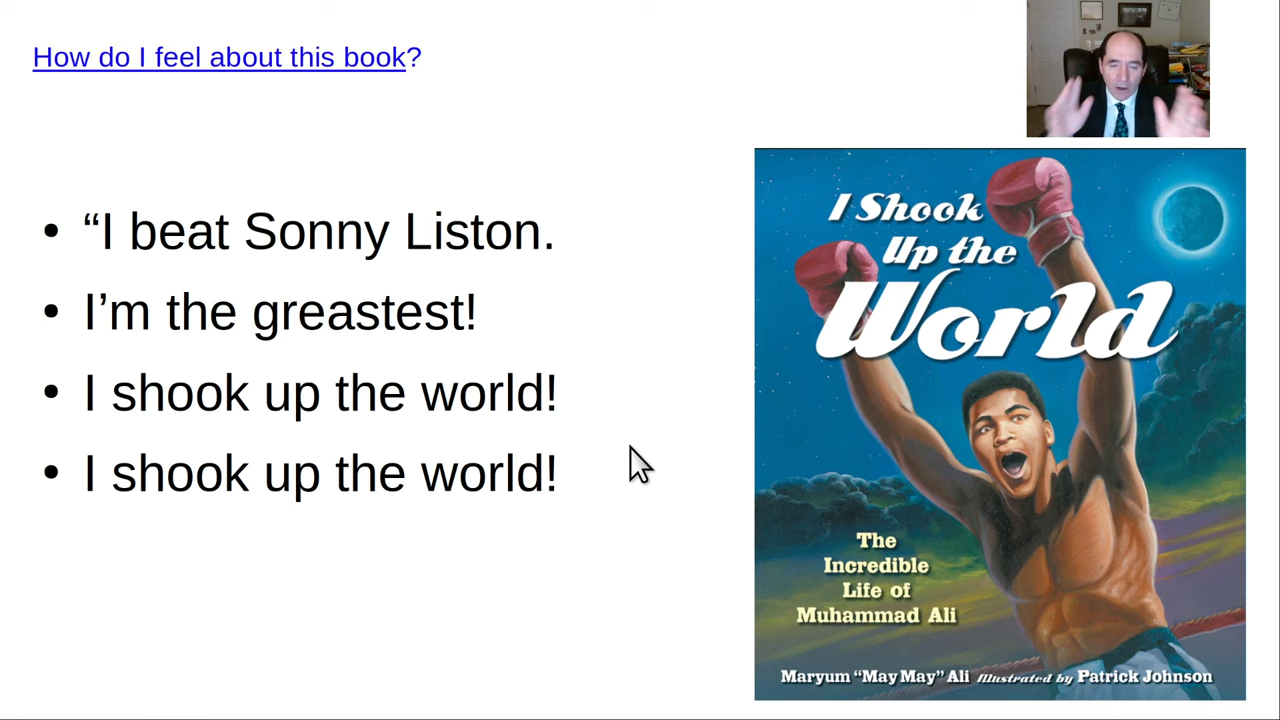 How do I feel about this book?
“I beat Sonny Liston.
I’m the greastest!
I shook up the world!
I shook up the world!
I Shook
Up the
World
The
Incredible
Life of
Muhammad Ali
Maryum “May May” Ali Illustrated by Patrick Johnson